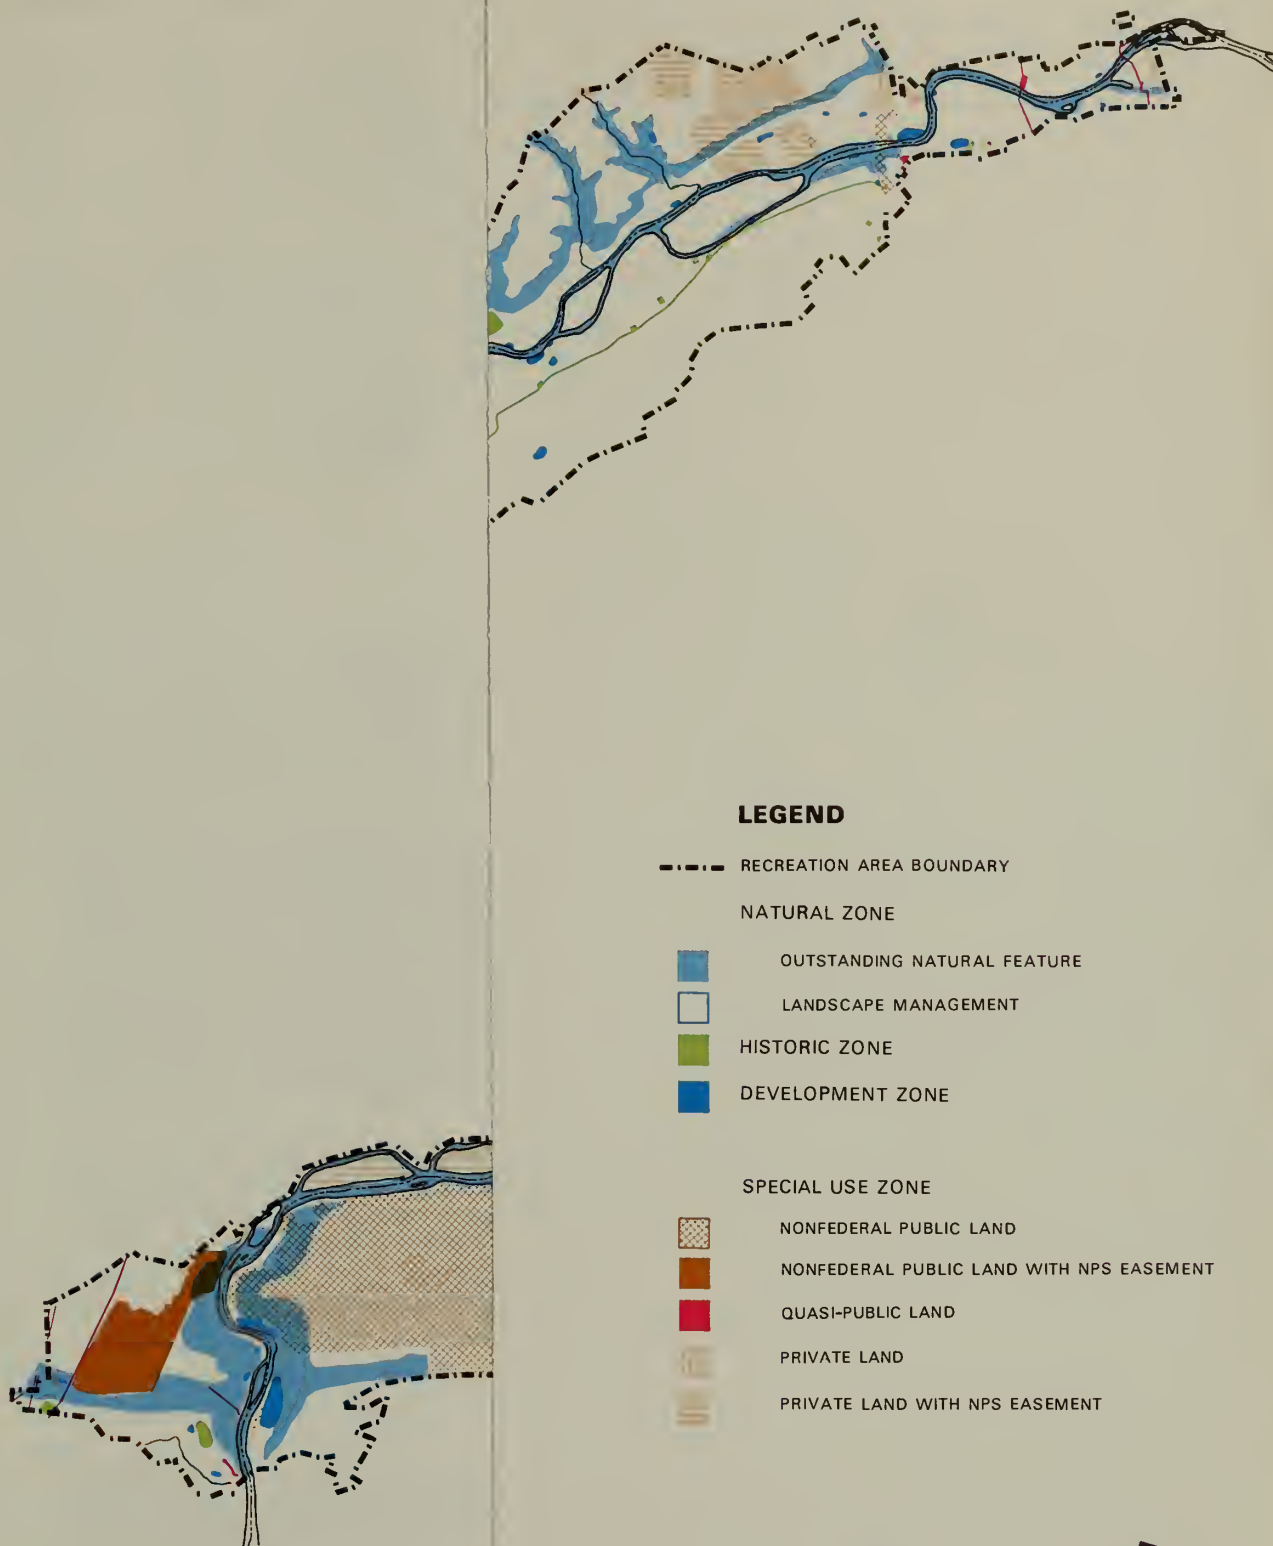 LEGEND
RECREATION AREA BOUNDARY
NATURAL ZONE
OUTSTANDING NATURAL FEATURE
LANDSCAPE MANAGEMENT
HISTORIC ZONE
DEVELOPMENT ZONE
SPECIAL USE ZONE
NONFEDERAL PUBLIC LAND
NONFEDERAL PUBLIC LAND WITH NPS EASEMENT
QUASI-PUBLIC LAND
PRIVATE LAND
PRIVATE LAND WITH NPS EASEMENT